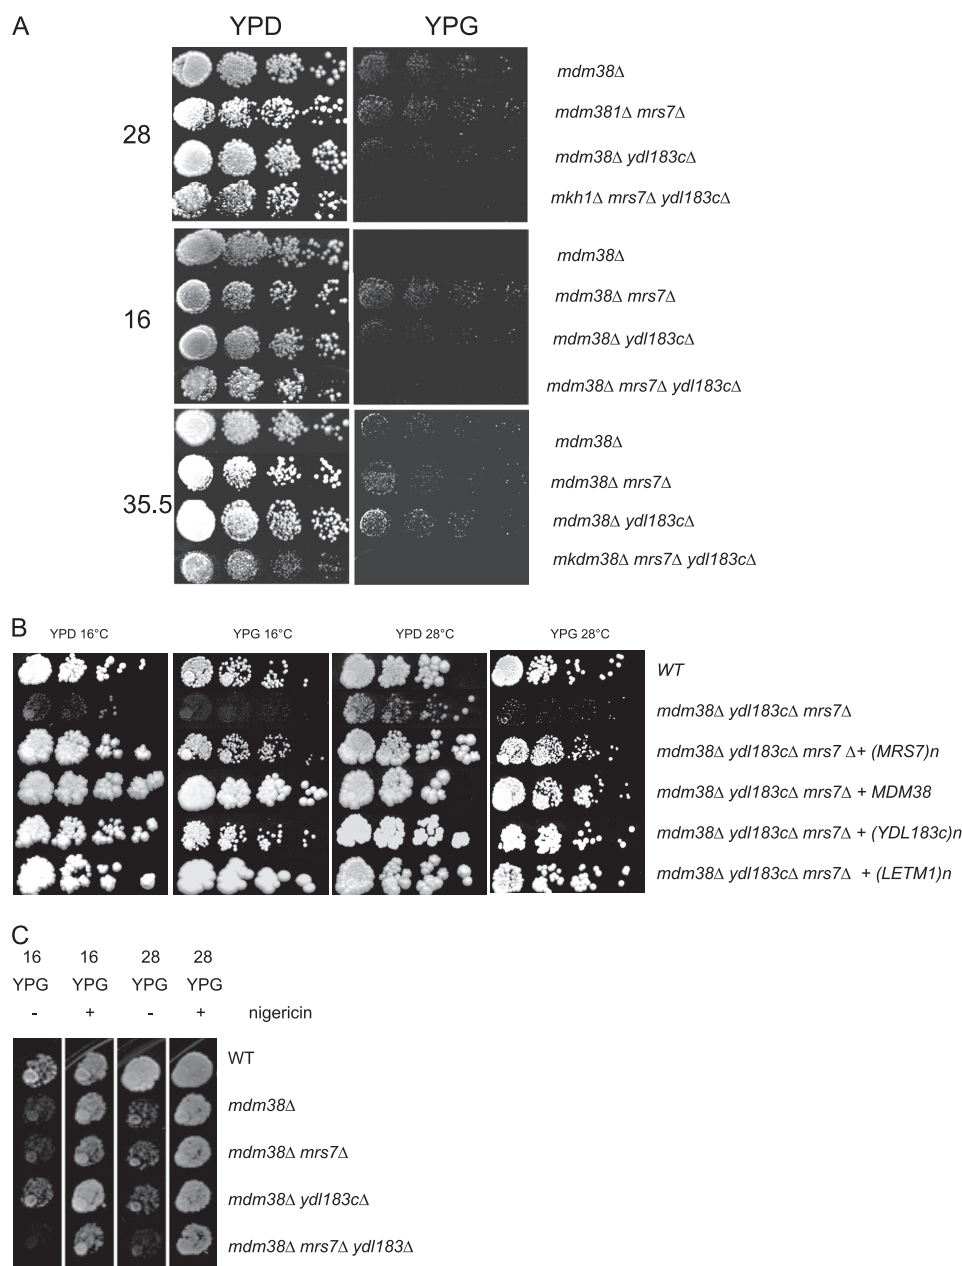 A
YPD YPG
28
mdm38Δ
mdm381Δ mrs7Δ
mdm38Δ ydl183cΔ
mkh1Δ mrs7Δ ydl183cΔ
16
mdm38Δ
mdm38Δ mrs7Δ
mdm38Δ ydl183cΔ
mdm38Δ mrs7Δ ydl183cΔ
35.5
mdm38Δ
mdm38Δ mrs7Δ
mdm38Δ ydl183cΔ
mkdm38Δ mrs7Δ ydl183cΔ
B
YPD 16°C YPG 16°C YPD 28°C YPG 28°C
WT
mdm38Δ ydl183cΔ mrs7Δ
mdm38Δ ydl183cΔ mrs7 Δ+ (MRS7)n
mdm38Δ ydl183cΔ mrs7Δ + MDM38
mdm38Δ ydl183cΔ mrs7Δ + (YDL183c)n
mdm38Δ ydl183cΔ mrs7Δ + (LETM1)n
C
16 16 28 28
YPG YPG YPG YPG
- + - + nigericin
WT
mdm38Δ
mdm38Δ mrs7Δ
mdm38Δ ydl183cΔ
mdm38Δ mrs7Δ ydl183Δ